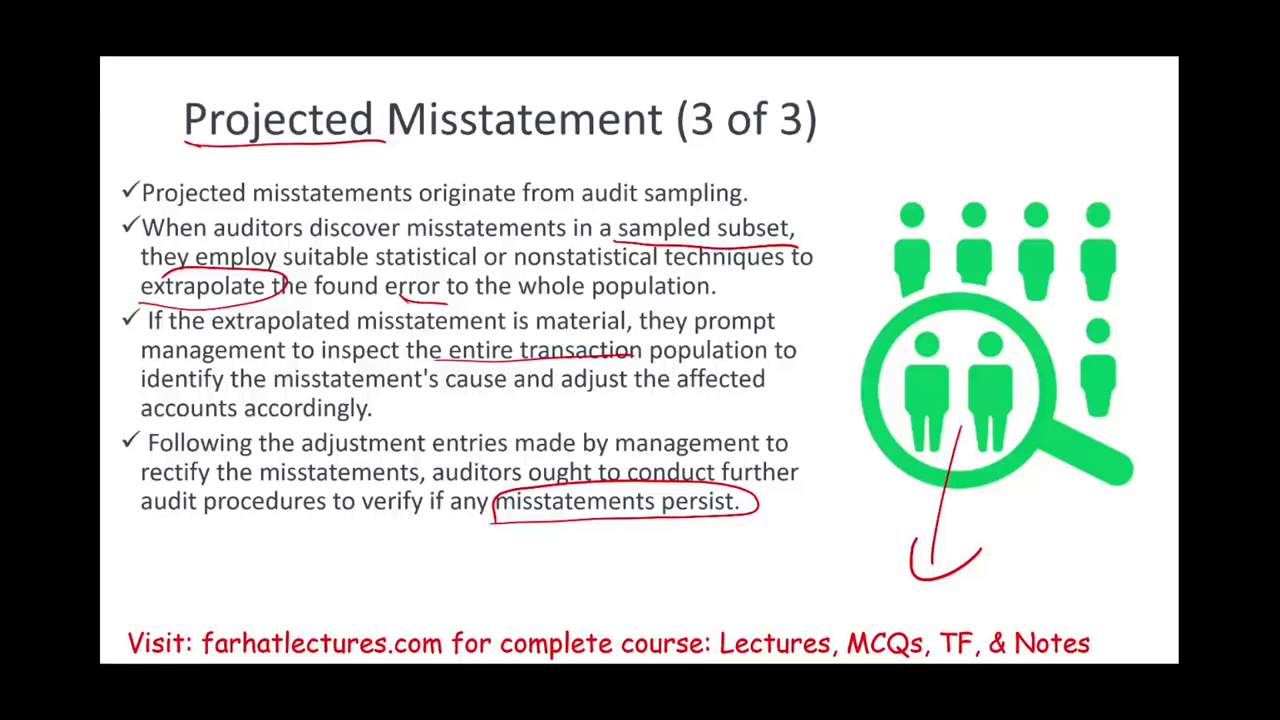 Projected Misstatement (3 of 3)
✓Projected misstatements originate from audit sampling.
✓When auditors discover misstatements in a sampled subset,
they employ suitable statistical or nonstatistical techniques to
extrapolate the found error to the whole population.
✓ If the extrapolated misstatement is material, they prompt
management to inspect the entire transaction population to
identify the misstatement's cause and adjust the affected
accounts accordingly.
✓ Following the adjustment entries made by management to
rectify the misstatements, auditors ought to conduct further
audit procedures to verify if any misstatements persist.
Visit: farhatlectures.com for complete course: Lectures, MCQs, TF, & Notes